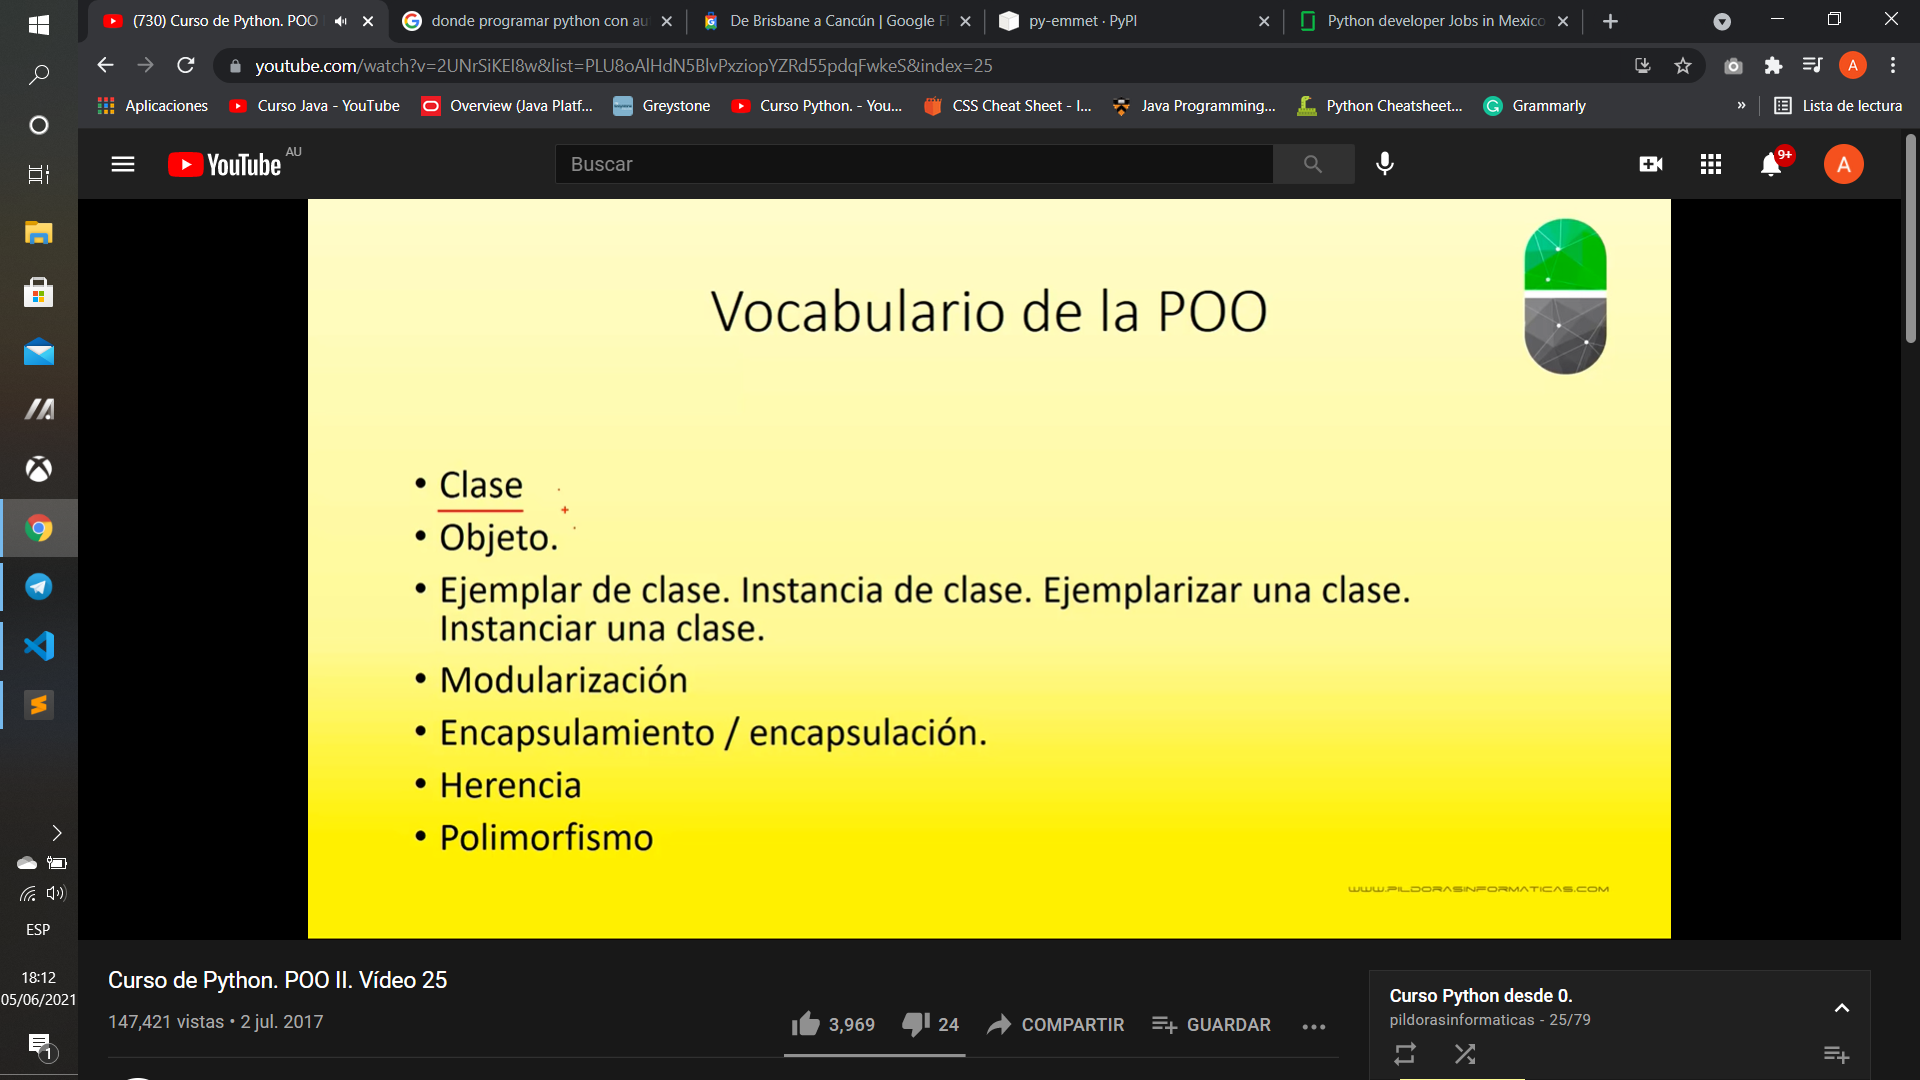 (730) Curso de Python. POO
donde programar python con au
De Brisbane a Cancún | Google Fl
py-emmet · PyPI
Python developer Jobs in Mexico
youtube.com/watch?v=2UNrSiKEI8w&list=PLU8oAlHdN5BlvPxziopYZRd55pdqFwkeS&index=25
A
Aplicaciones
Curso Java - YouTube
Overview (Java Platf...
Greystone
Curso Python. - You...
CSS Cheat Sheet - I...
Java Programming...
Python Cheatsheet...
Grammarly
»
Lista de lectura
YouTube AU
Buscar
9+
A
Vocabulario de la POO
• Clase
• Objeto.
• Ejemplar de clase. Instancia de clase. Ejemplarizar una clase.
Instanciar una clase.
• Modularización
• Encapsulamiento / encapsulación.
• Herencia
• Polimorfismo
WWW.PILDORASINFORMATICAS.COM
Curso de Python. POO II. Vídeo 25
147,421 vistas • 2 jul. 2017
3,969
24
COMPARTIR
GUARDAR
Curso Python desde 0.
pildorasinformaticas - 25/79
ESP
18:12
05/06/2021
1